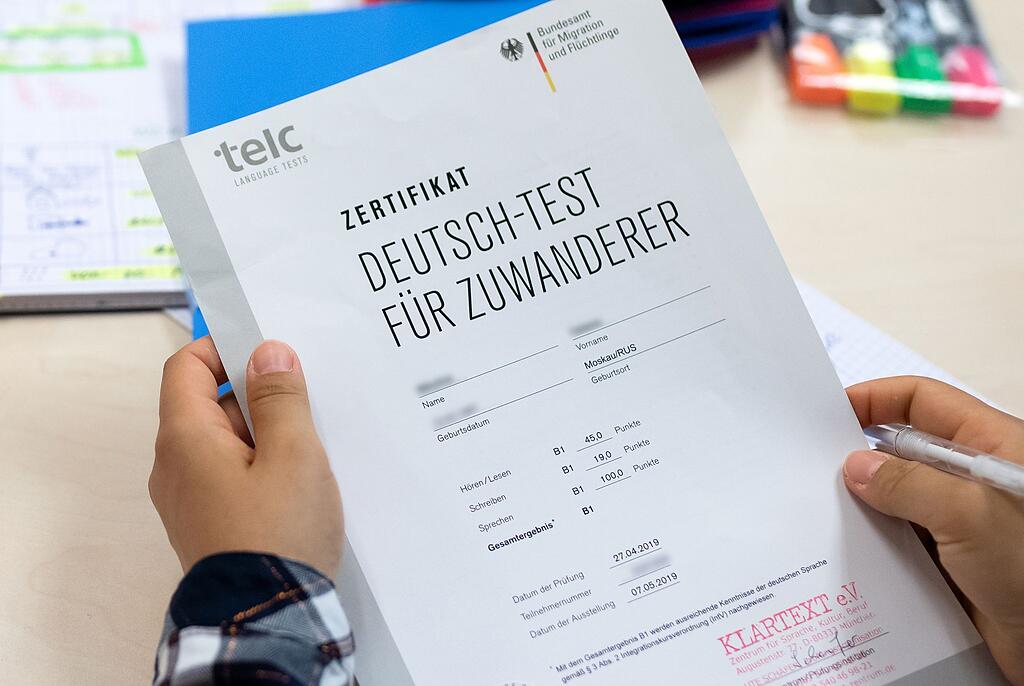 Bundesamt
für Migration
und Flüchtlinge
telc
LANGUAGE TESTS
ZERTIFIKAT
DEUTSCH-TEST
FÜR ZUWANDERER
Name
Vorname
Moskau/RUS
Geburtsdatum
Geburtsort
Hören/Lesen B1 45,0 Punkte
Schreiben B1 19,0 Punkte
Sprechen B1 100,0 Punkte
Gesamtergebnis* B1
Datum der Prüfung 27.04.2019
Teilnehmernummer
Datum der Ausstellung 07.05.2019
* Mit dem Gesamtergebnis B1 werden ausreichende Kenntnisse der deutschen Sprache
gemäß § 3 Abs. 2 Integrationskursverordnung (IntV) nachgewiesen.
KLARTEXT e.V.
Zentrum für Sprache, Kultur, Beruf
Augustenstr. D-80333 München